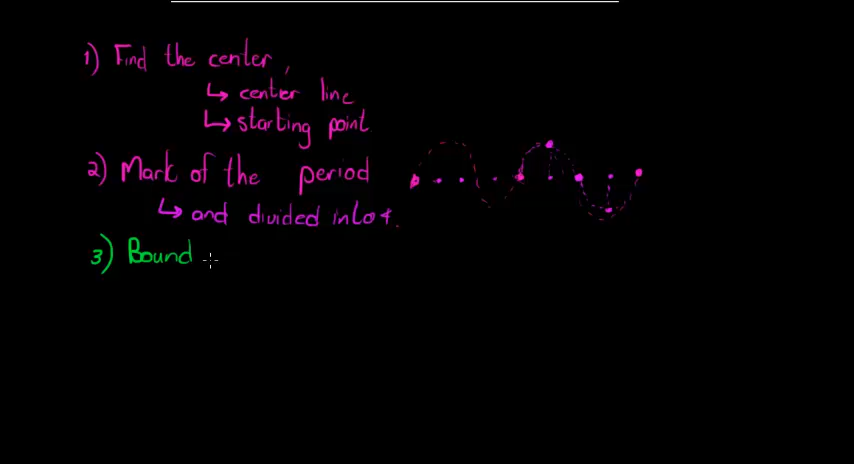 1) Find the center,
↳ center line
↳ starting point
2) Mark of the period
↳ and divided into 4.
3) Bound